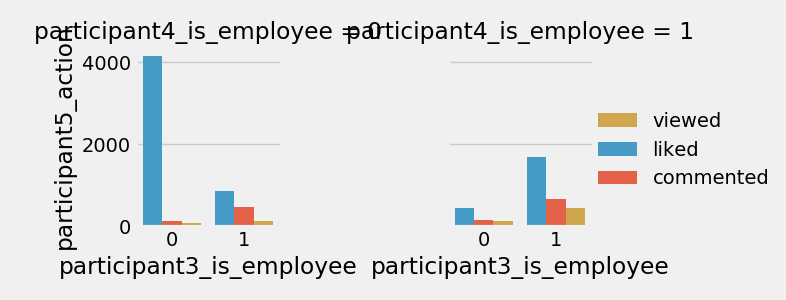 participant4_is_employee = 0
participant4_is_employee = 1
participant5_action
4000
2000
0
0
1
0
1
participant3_is_employee
participant3_is_employee
viewed
liked
commented